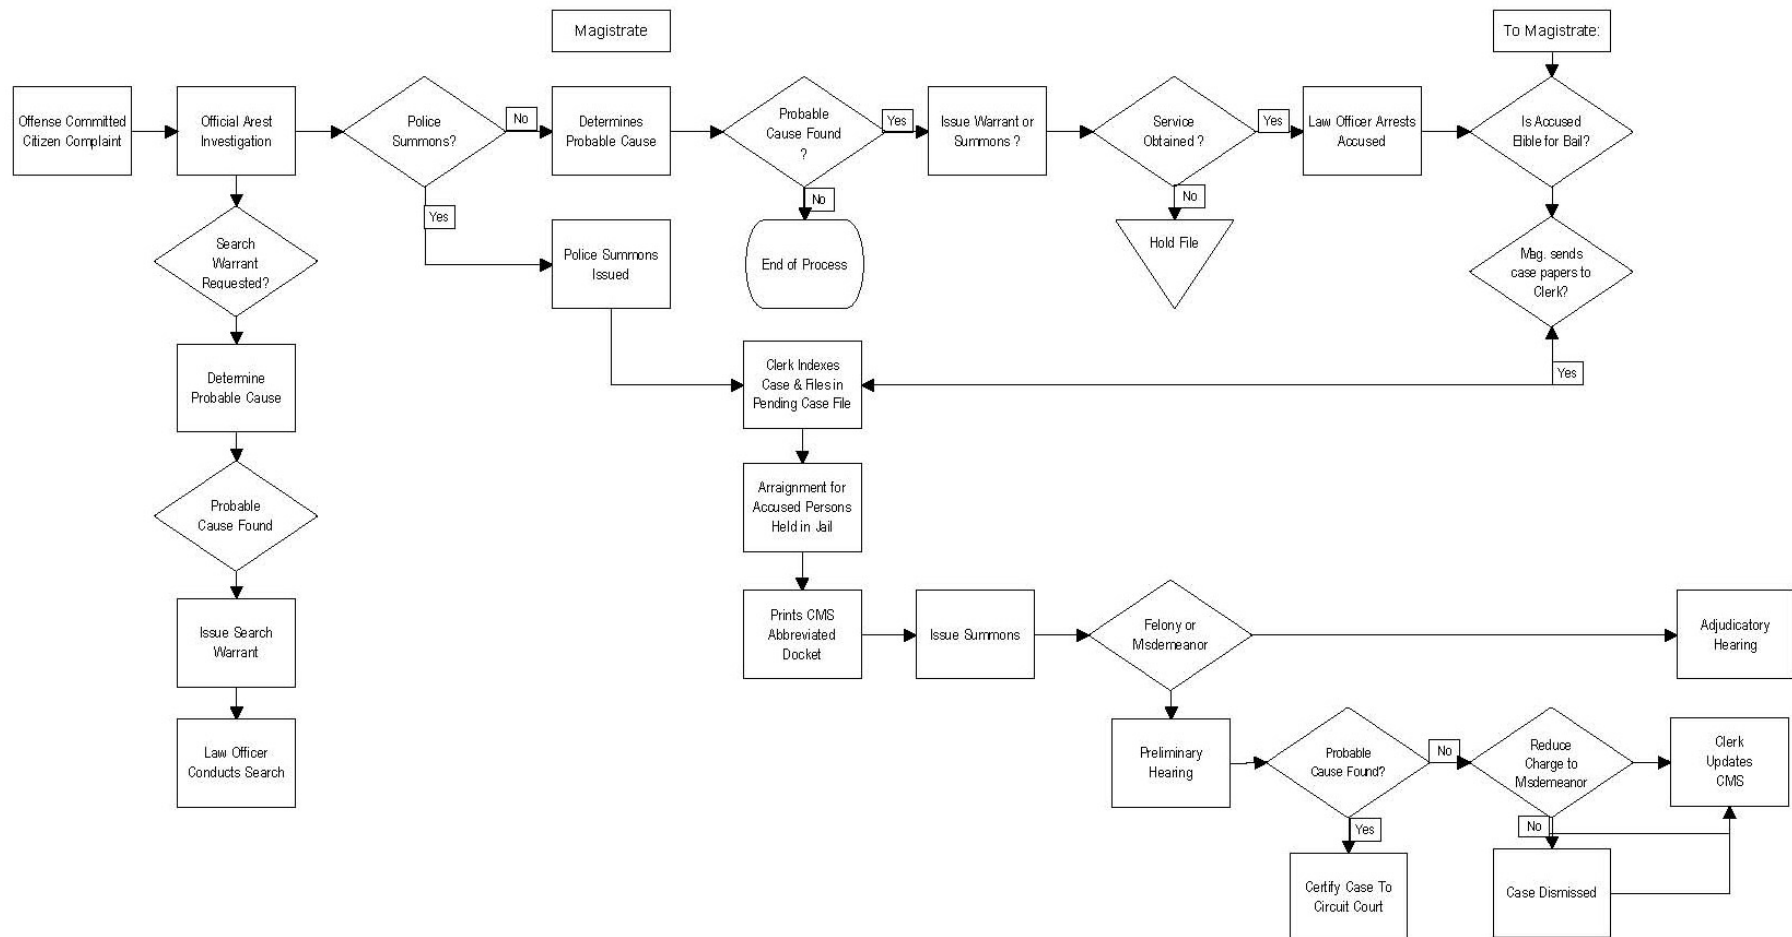 Magistrate
To Magistrate:
Offense Committed
Citizen Complaint
Official Arest
Investigation
Police
Summons?
No
Determines
Probable Cause
Probable
Cause Found
?
Yes
Issue Warrant or
Summons ?
Service
Obtained ?
Yes
Law Officer Arrests
Accused
Is Accused
Elible for Bail?
Yes
No
No
Search
Warrant
Requested?
Police Summons
Issued
End of Process
Hold File
Mag. sends
case papers to
Clerk?
Determine
Probable Cause
Clerk Indexes
Case & Files in
Pending Case File
Yes
Probable
Cause Found
Arraignment for
Accused Persons
Held in Jail
Issue Search
Warrant
Prints CMS
Abbreviated
Docket
Issue Summons
Felony or
Msdemeanor
Adjudicatory
Hearing
Law Officer
Conducts Search
Preliminary
Hearing
Probable
Cause Found?
No
Reduce
Charge to
Msdemeanor
Clerk
Updates
CMS
Yes
No
Certify Case To
Circuit Court
Case Dismissed